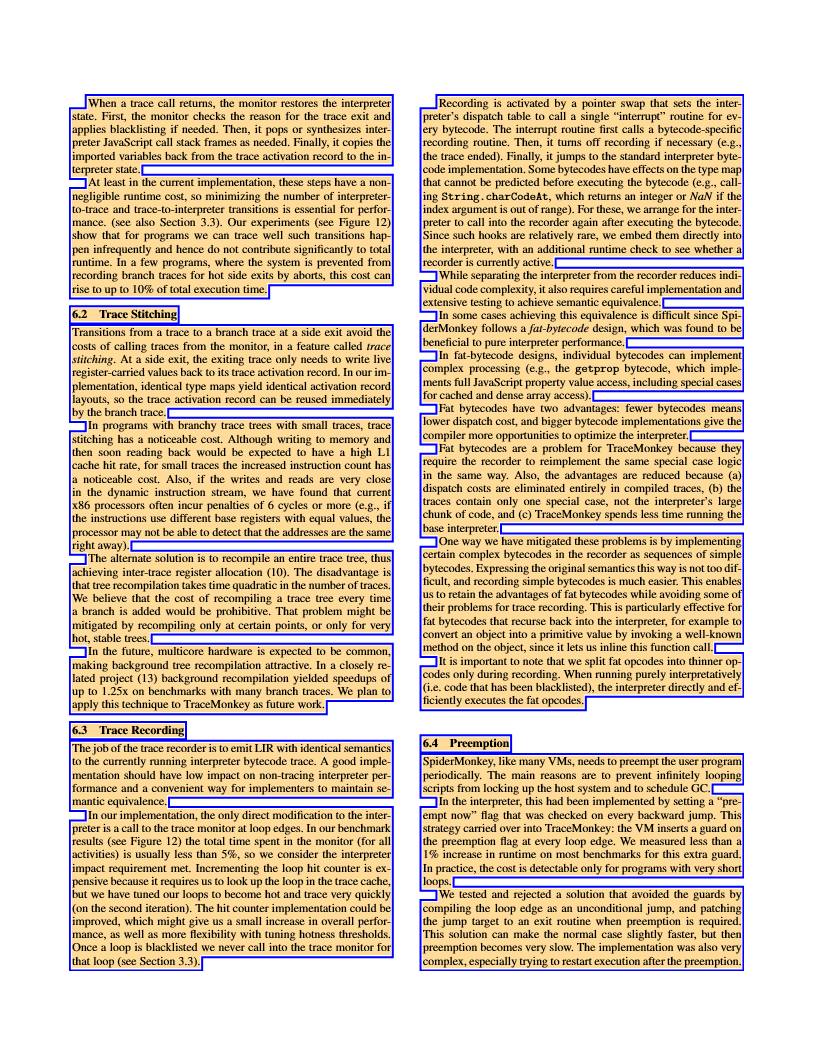 When a trace call returns, the monitor restores the interpreter
state. First, the monitor checks the reason for the trace exit and
applies blacklisting if needed. Then, it pops or synthesizes inter-
preter JavaScript call stack frames as needed. Finally, it copies the
imported variables back from the trace activation record to the in-
terpreter state.
At least in the current implementation, these steps have a non-
negligible runtime cost, so minimizing the number of interpreter-
to-trace and trace-to-interpreter transitions is essential for perfor-
mance. (see also Section 3.3). Our experiments (see Figure 12)
show that for programs we can trace well such transitions hap-
pen infrequently and hence do not contribute significantly to total
runtime. In a few programs, where the system is prevented from
recording branch traces for hot side exits by aborts, this cost can
rise to up to 10% of total execution time.
6.2 Trace Stitching
Transitions from a trace to a branch trace at a side exit avoid the
costs of calling traces from the monitor, in a feature called trace
stitching. At a side exit, the exiting trace only needs to write live
register-carried values back to its trace activation record. In our im-
plementation, identical type maps yield identical activation record
layouts, so the trace activation record can be reused immediately
by the branch trace.
In programs with branchy trace trees with small traces, trace
stitching has a noticeable cost. Although writing to memory and
then soon reading back would be expected to have a high L1
cache hit rate, for small traces the increased instruction count has
a noticeable cost. Also, if the writes and reads are very close
in the dynamic instruction stream, we have found that current
x86 processors often incur penalties of 6 cycles or more (e.g., if
the instructions use different base registers with equal values, the
processor may not be able to detect that the addresses are the same
right away).
The alternate solution is to recompile an entire trace tree, thus
achieving inter-trace register allocation (10). The disadvantage is
that tree recompilation takes time quadratic in the number of traces.
We believe that the cost of recompiling a trace tree every time
a branch is added would be prohibitive. That problem might be
mitigated by recompiling only at certain points, or only for very
hot, stable trees.
In the future, multicore hardware is expected to be common,
making background tree recompilation attractive. In a closely re-
lated project (13) background recompilation yielded speedups of
up to 1.25x on benchmarks with many branch traces. We plan to
apply this technique to TraceMonkey as future work.
6.3 Trace Recording
The job of the trace recorder is to emit LIR with identical semantics
to the currently running interpreter bytecode trace. A good imple-
mentation should have low impact on non-tracing interpreter per-
formance and a convenient way for implementers to maintain se-
mantic equivalence.
In our implementation, the only direct modification to the inter-
preter is a call to the trace monitor at loop edges. In our benchmark
results (see Figure 12) the total time spent in the monitor (for all
activities) is usually less than 5%, so we consider the interpreter
impact requirement met. Incrementing the loop hit counter is ex-
pensive because it requires us to look up the loop in the trace cache,
but we have tuned our loops to become hot and trace very quickly
(on the second iteration). The hit counter implementation could be
improved, which might give us a small increase in overall perfor-
mance, as well as more flexibility with tuning hotness thresholds.
Once a loop is blacklisted we never call into the trace monitor for
that loop (see Section 3.3).
Recording is activated by a pointer swap that sets the inter-
preter's dispatch table to call a single “interrupt” routine for ev-
ery bytecode. The interrupt routine first calls a bytecode-specific
recording routine. Then, it turns off recording if necessary (e.g.,
the trace ended). Finally, it jumps to the standard interpreter byte-
code implementation. Some bytecodes have effects on the type map
that cannot be predicted before executing the bytecode (e.g., call-
ing String.charCodeAt, which returns an integer or NaN if the
index argument is out of range). For these, we arrange for the inter-
preter to call into the recorder again after executing the bytecode.
Since such hooks are relatively rare, we embed them directly into
the interpreter, with an additional runtime check to see whether a
recorder is currently active.
While separating the interpreter from the recorder reduces indi-
vidual code complexity, it also requires careful implementation and
extensive testing to achieve semantic equivalence.
In some cases achieving this equivalence is difficult since Spi-
derMonkey follows a fat-bytecode design, which was found to be
beneficial to pure interpreter performance.
In fat-bytecode designs, individual bytecodes can implement
complex processing (e.g., the getprop bytecode, which imple-
ments full JavaScript property value access, including special cases
for cached and dense array access).
Fat bytecodes have two advantages: fewer bytecodes means
lower dispatch cost, and bigger bytecode implementations give the
compiler more opportunities to optimize the interpreter.
Fat bytecodes are a problem for TraceMonkey because they
require the recorder to reimplement the same special case logic
in the same way. Also, the advantages are reduced because (a)
dispatch costs are eliminated entirely in compiled traces, (b) the
traces contain only one special case, not the interpreter's large
chunk of code, and (c) TraceMonkey spends less time running the
base interpreter.
One way we have mitigated these problems is by implementing
certain complex bytecodes in the recorder as sequences of simple
bytecodes. Expressing the original semantics this way is not too dif-
ficult, and recording simple bytecodes is much easier. This enables
us to retain the advantages of fat bytecodes while avoiding some of
their problems for trace recording. This is particularly effective for
fat bytecodes that recurse back into the interpreter, for example to
convert an object into a primitive value by invoking a well-known
method on the object, since it lets us inline this function call.
It is important to note that we split fat opcodes into thinner op-
codes only during recording. When running purely interpretatively
(i.e. code that has been blacklisted), the interpreter directly and ef-
ficiently executes the fat opcodes.
6.4 Preemption
SpiderMonkey, like many VMs, needs to preempt the user program
periodically. The main reasons are to prevent infinitely looping
scripts from locking up the host system and to schedule GC.
In the interpreter, this had been implemented by setting a “pre-
empt now” flag that was checked on every backward jump. This
strategy carried over into TraceMonkey: the VM inserts a guard on
the preemption flag at every loop edge. We measured less than a
1% increase in runtime on most benchmarks for this extra guard.
In practice, the cost is detectable only for programs with very short
loops.
We tested and rejected a solution that avoided the guards by
compiling the loop edge as an unconditional jump, and patching
the jump target to an exit routine when preemption is required.
This solution can make the normal case slightly faster, but then
preemption becomes very slow. The implementation was also very
complex, especially trying to restart execution after the preemption.